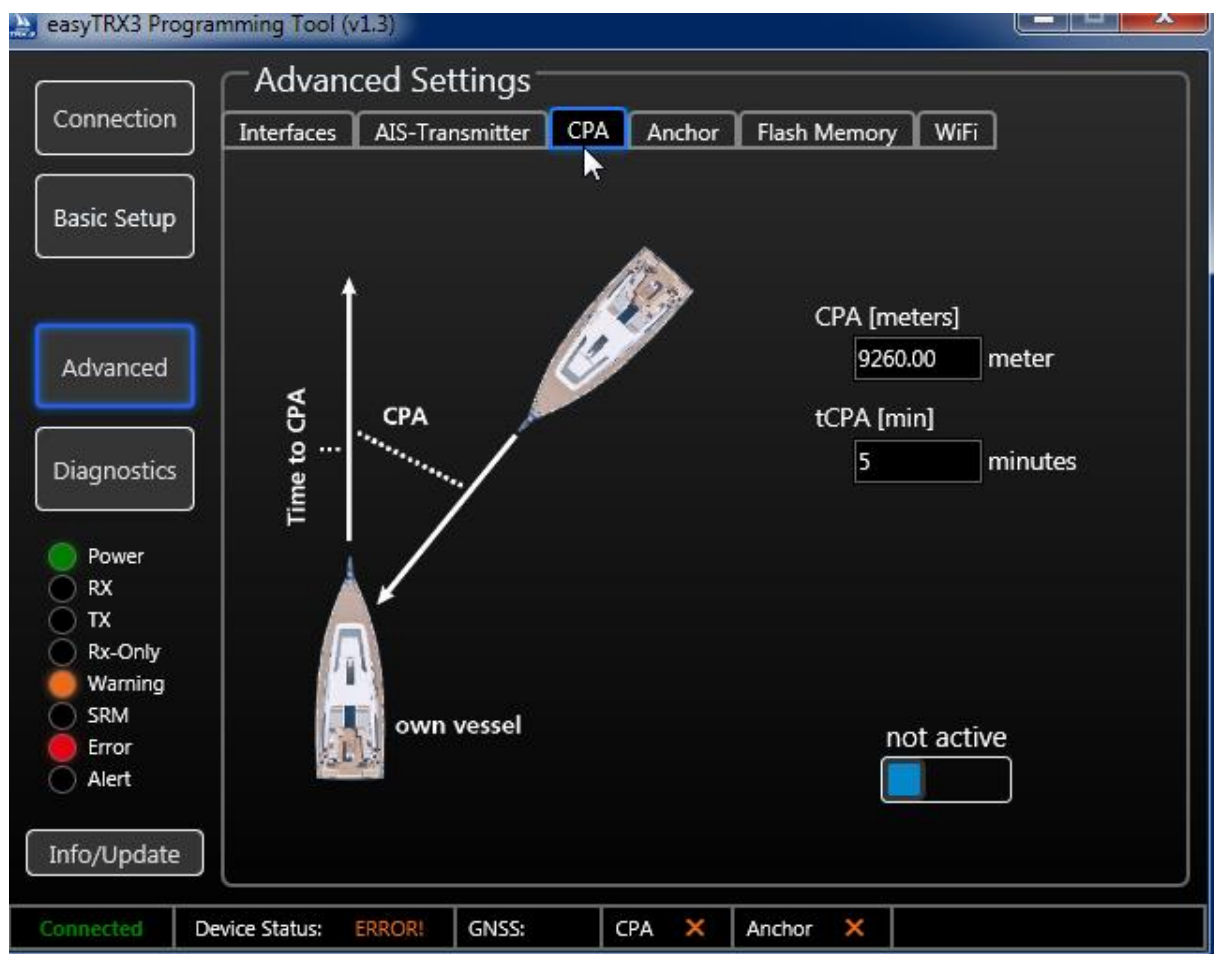 easyTRX3 Programming Tool (v1.3)
Advanced Settings
Connection
Interfaces AIS-Transmitter CPA Anchor Flash Memory WiFi
Basic Setup
Advanced
Diagnostics
CPA [meters]
9260.00 meter
tCPA [min]
5 minutes
Time to CPA
CPA
own vessel
not active
Power
RX
TX
Rx-Only
Warning
SRM
Error
Alert
Info/Update
Connected Device Status: ERROR! GNSS: CPA Anchor